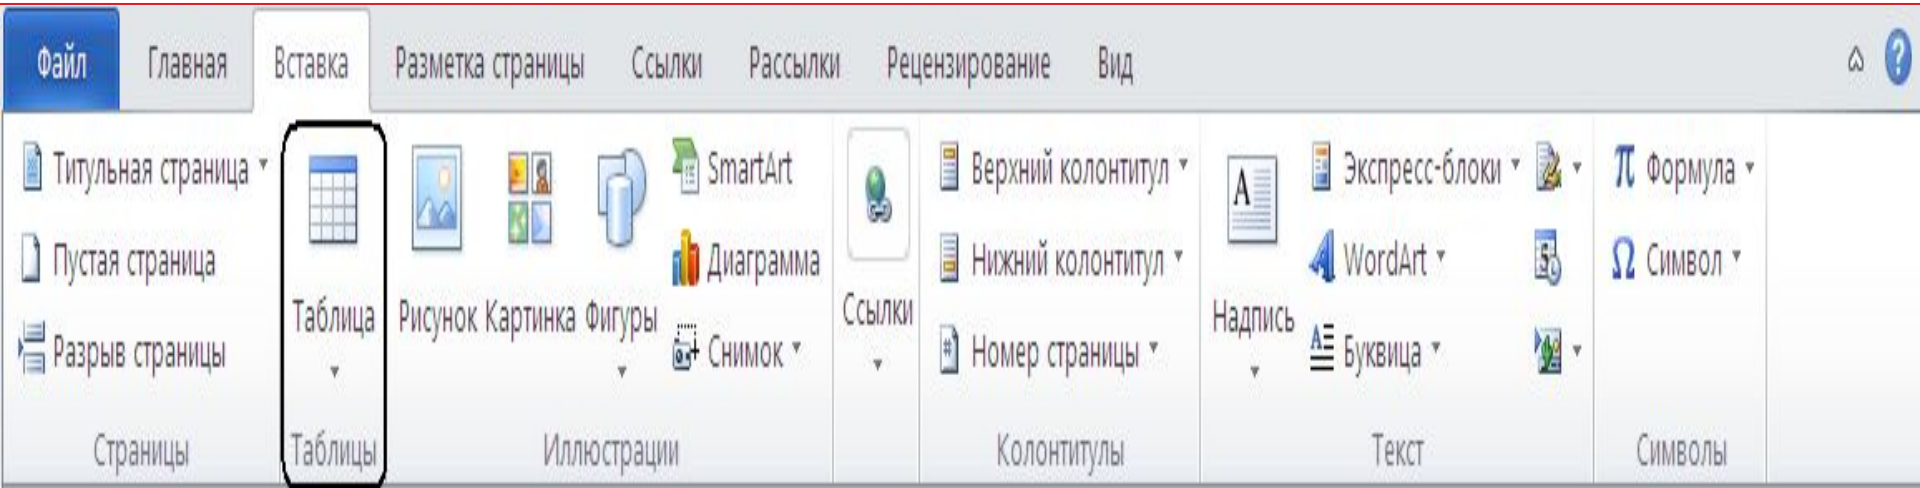 Файл Главная Вставка Разметка страницы Ссылки Рассылки Рецензирование Вид
Титульная страница
Пустая страница
Разрыв страницы
Страницы
Таблица
Таблицы
Рисунок Картинка Фигуры
SmartArt
Диаграмма
Снимок
Иллюстрации
Ссылки
Верхний колонтитул
Нижний колонтитул
Номер страницы
Колонтитулы
Надпись
Экспресс-блоки
WordArt
Буквица
Текст
π Формула
Ω Символ
Символы